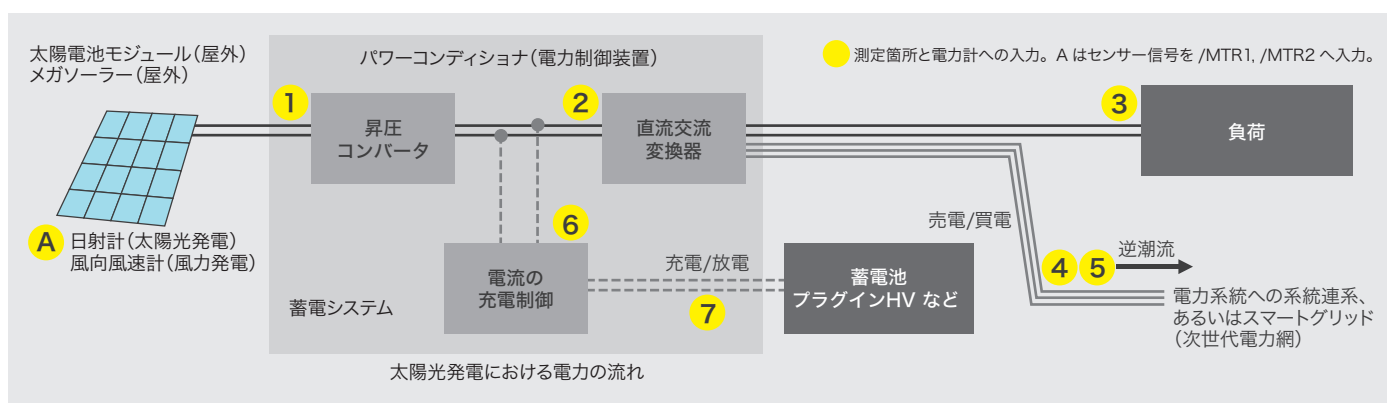 太陽電池モジュール（屋外）
メガソーラー（屋外）
パワーコンディショナ（電力制御装置）
測定箇所と電力計への入力。A はセンサー信号を /MTR1, /MTR2 へ入力。
1
昇圧
コンバータ
2
直流交流
変換器
3
負荷
A
日射計（太陽光発電）
風向風速計（風力発電）
6
電流の
充電制御
蓄電システム
充電/放電
7
蓄電池
プラグインHV など
売電/買電
4
5
逆潮流
電力系統への系統連系、
あるいはスマートグリッド
（次世代電力網）
太陽光発電における電力の流れ